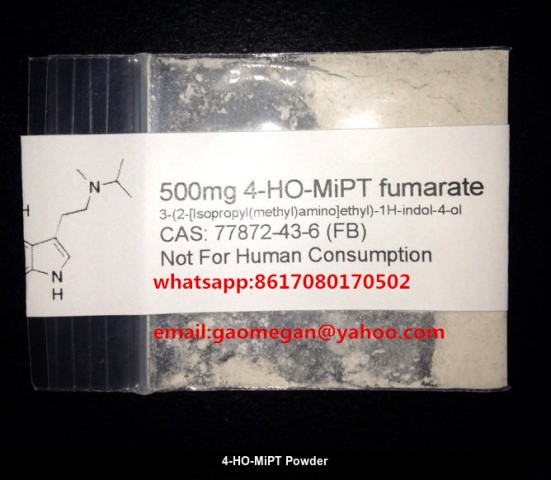 N
500mg 4-HO-MiPT fumarate
H
3-(2-[Isopropyl(methyl)amino]ethyl)-1H-indol-4-ol
CAS: 77872-43-6 (FB)
Not For Human Consumption
N
H
whatsapp:8617080170502
email:gaomegan@yahoo.com
4-HO-MiPT Powder